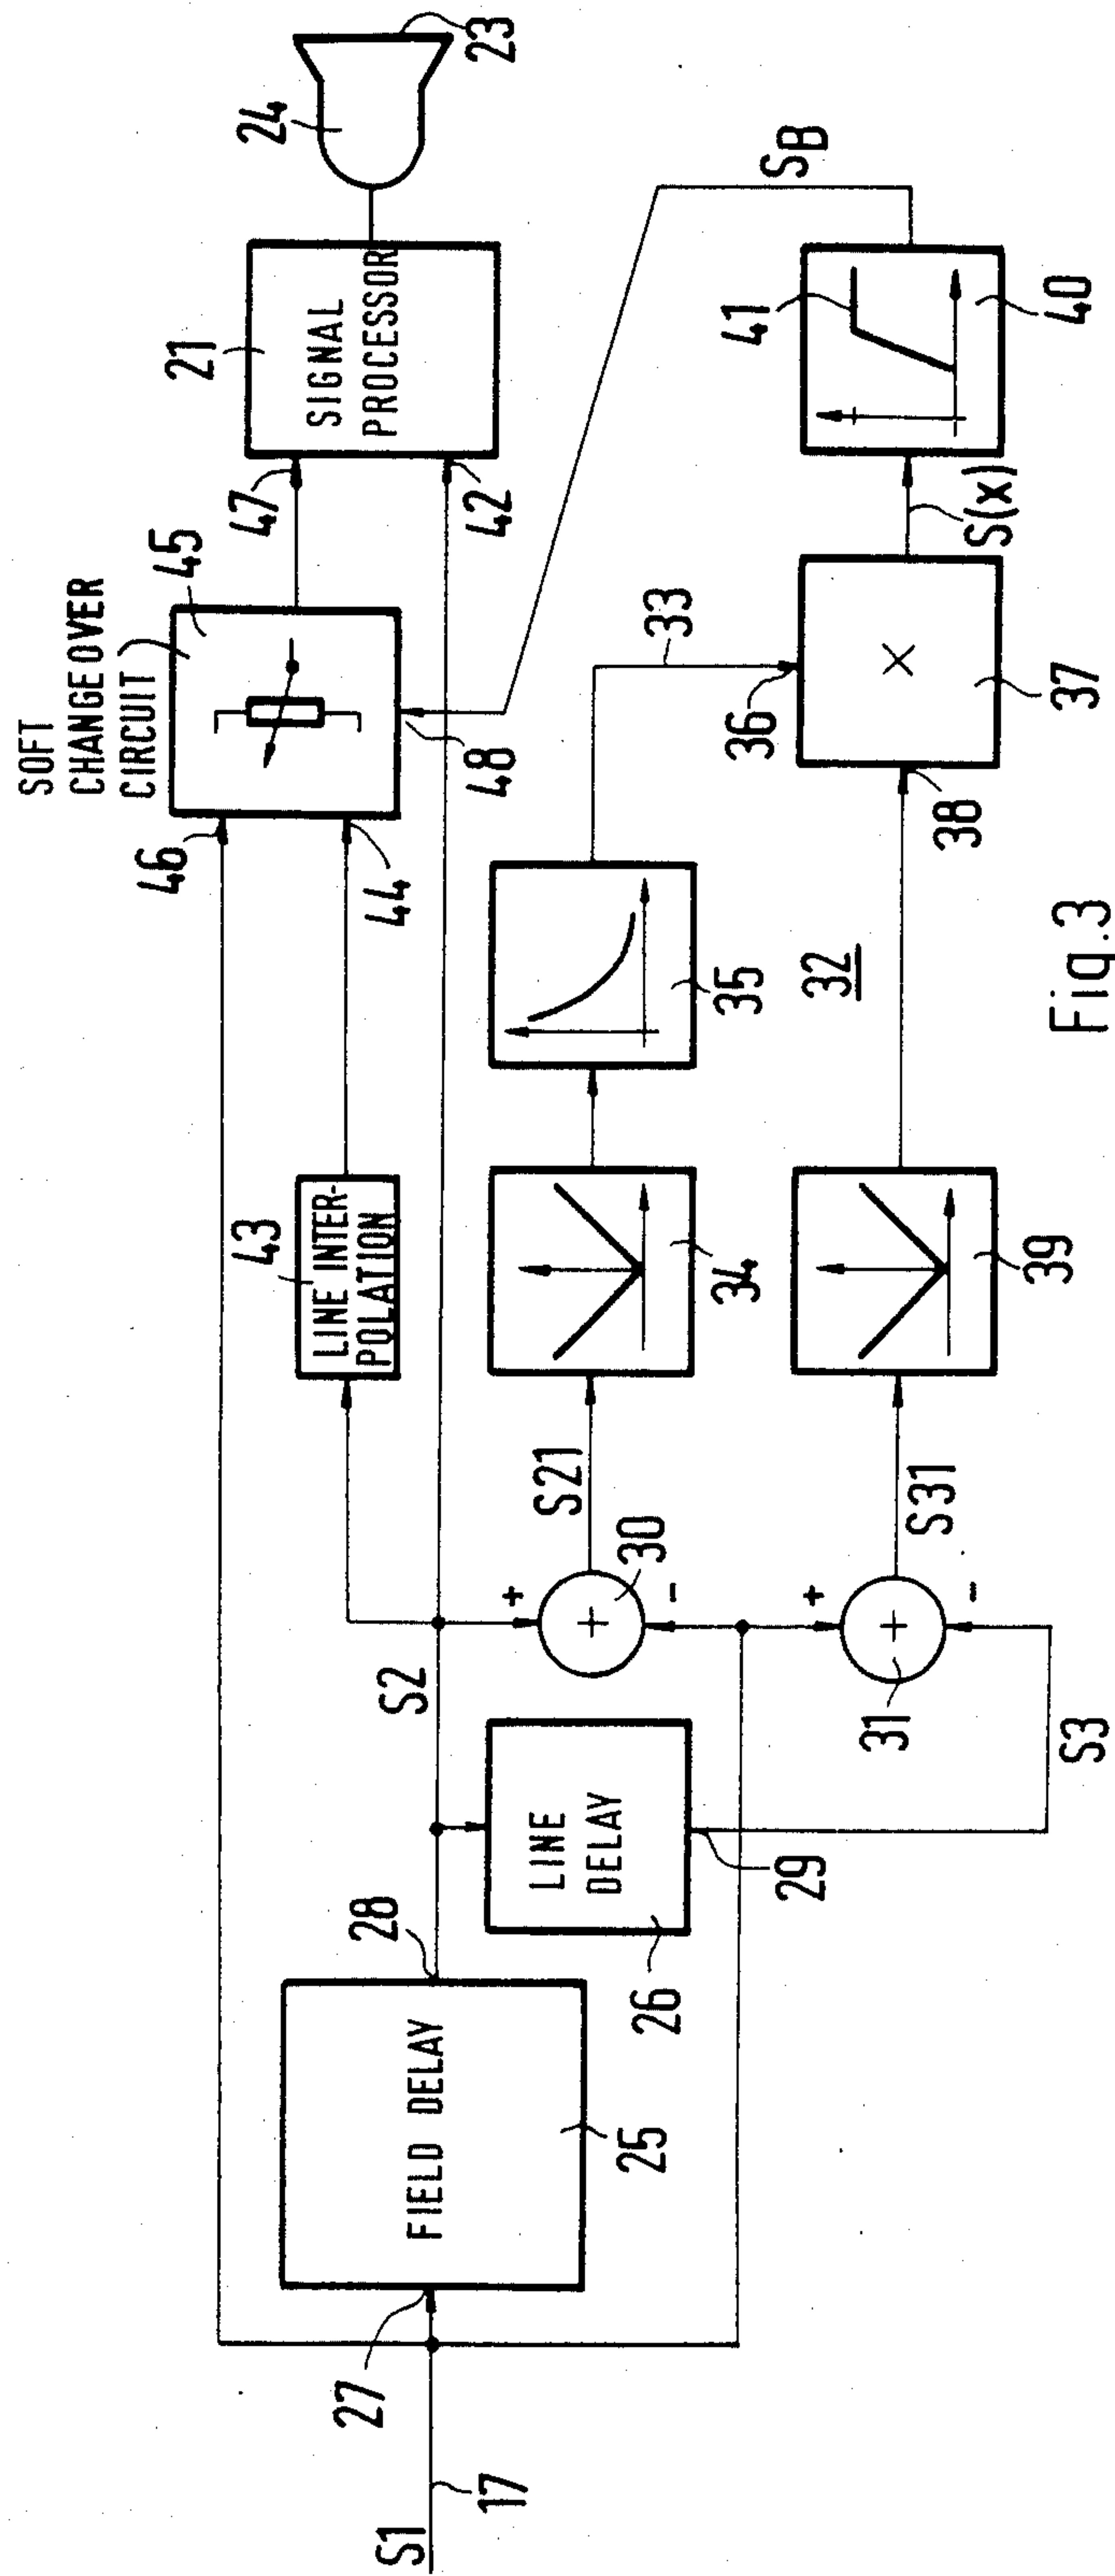 SOFT
CHANGEOVER
CIRCUIT
46
45
47
21
SIGNAL
PROCESSOR
24
23
44
48
42
43
LINE INTER-
POLATION
S1
17
27
FIELD DELAY
25
28
S2
LINE
DELAY
26
29
S3
+
+
-
30
S21
34
35
33
36
32
+
+
-
31
S31
39
38
×
37
S(x)
41
40
SB
Fig.3